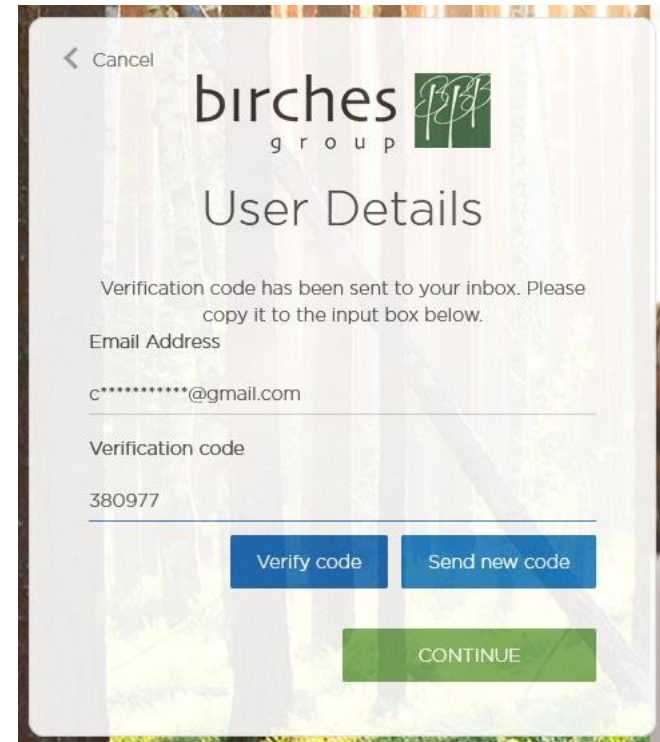 Cancel
birches
group
User Details
Verification code has been sent to your inbox. Please
copy it to the input box below.
Email Address
c***********@gmail.com
Verification code
380977
Verify code
Send new code
CONTINUE